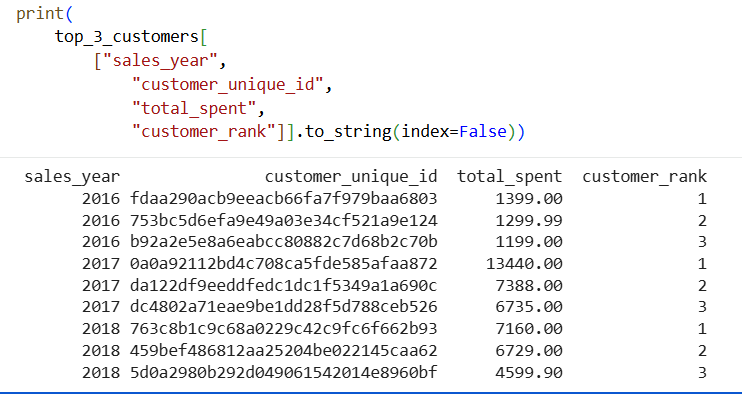 print(
    top_3_customers[
        ["sales_year",
            "customer_unique_id",
            "total_spent",
            "customer_rank"]].to_string(index=False))
sales_year customer_unique_id total_spent customer_rank
2016 fdaa290acb9eeacb66fa7f979baa6803 1399.00 1
2016 753bc5d6efa9e49a03e34cf521a9e124 1299.99 2
2016 b92a2e5e8a6eabcc80882c7d68b2c70b 1199.00 3
2017 0a0a92112bd4c708ca5fde585afaa872 13440.00 1
2017 da122df9eeddfedc1dc1f5349a1a690c 7388.00 2
2017 dc4802a71eae9be1dd28f5d788ceb526 6735.00 3
2018 763c8b1c9c68a0229c42c9fc6f662b93 7160.00 1
2018 459bef486812aa25204be022145caa62 6729.00 2
2018 5d0a2980b292d049061542014e8960bf 4599.90 3